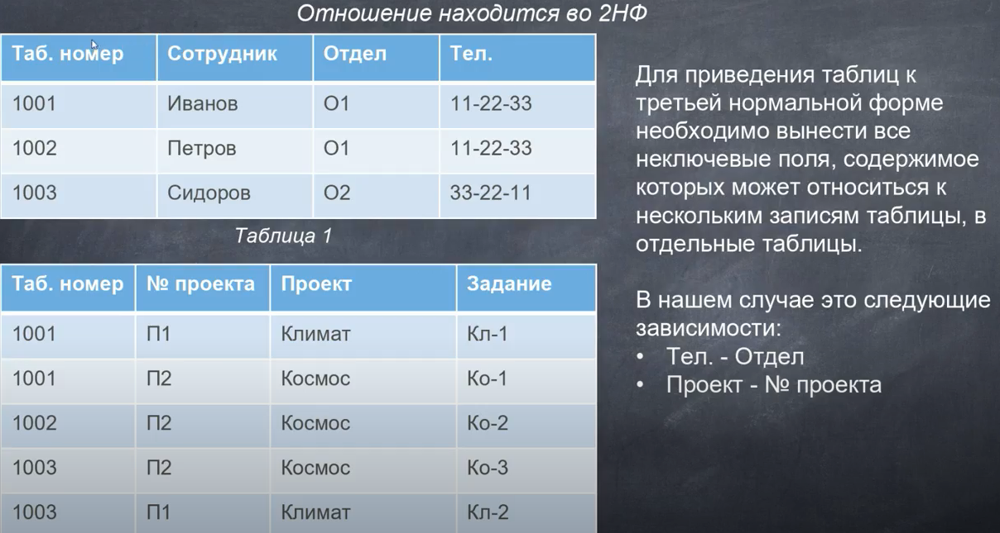 Отношение находится во 2НФ
Таб. номер Сотрудник Отдел Тел.
1001 Иванов О1 11-22-33
1002 Петров О1 11-22-33
1003 Сидоров О2 33-22-11
Таблица 1
Таб. номер № проекта Проект Задание
1001 П1 Климат Кл-1
1001 П2 Космос Ко-1
1002 П2 Космос Ко-2
1003 П2 Космос Ко-3
1003 П1 Климат Кл-2
Для приведения таблиц к
третьей нормальной форме
необходимо вынести все
неключевые поля, содержимое
которых может относиться к
нескольким записям таблицы, в
отдельные таблицы.
В нашем случае это следующие
зависимости:
• Тел. - Отдел
• Проект - № проекта